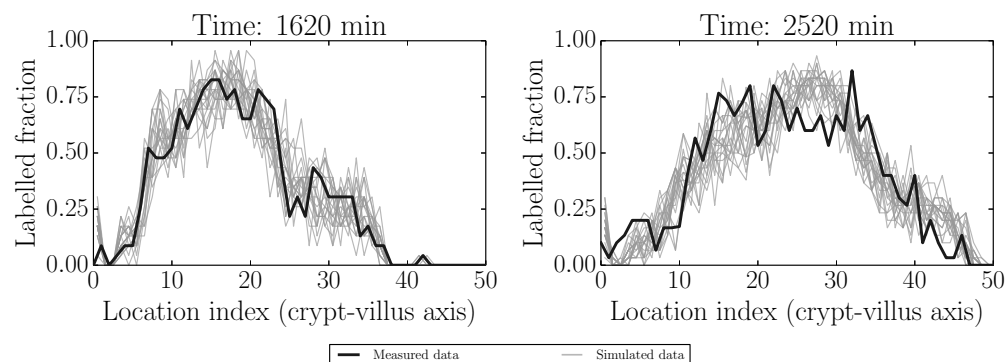 Time: 1620 min
Time: 2520 min
1.00
0.75
0.50
0.25
0.00
Labelled fraction
0 10 20 30 40 50
Location index (crypt-villus axis)
1.00
0.75
0.50
0.25
0.00
Labelled fraction
0 10 20 30 40 50
Location index (crypt-villus axis)
Measured data
Simulated data